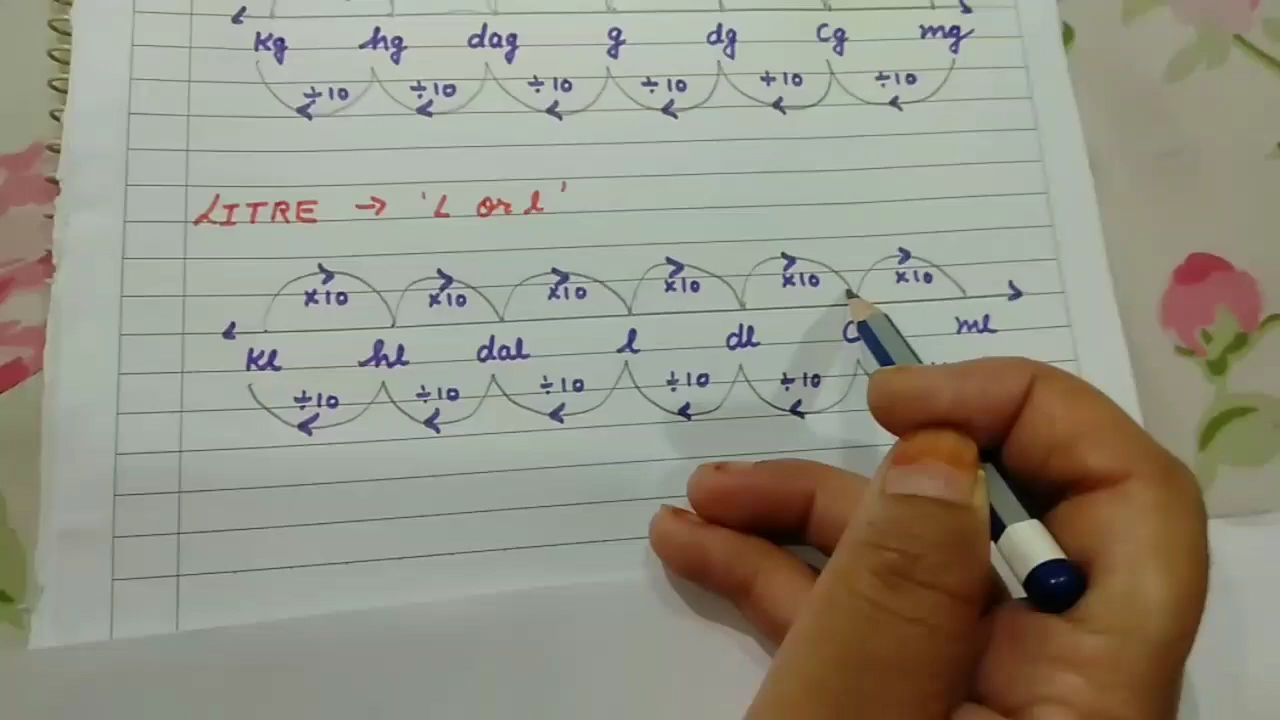 Kg hg dag g dg cg mg
÷10 ÷10 ÷10 ÷10 ÷10 ÷10
LITRE → 'L or l'
×10 ×10 ×10 ×10 ×10 ×10
Kl hl dal l dl ml
÷10 ÷10 ÷10 ÷10 ÷10